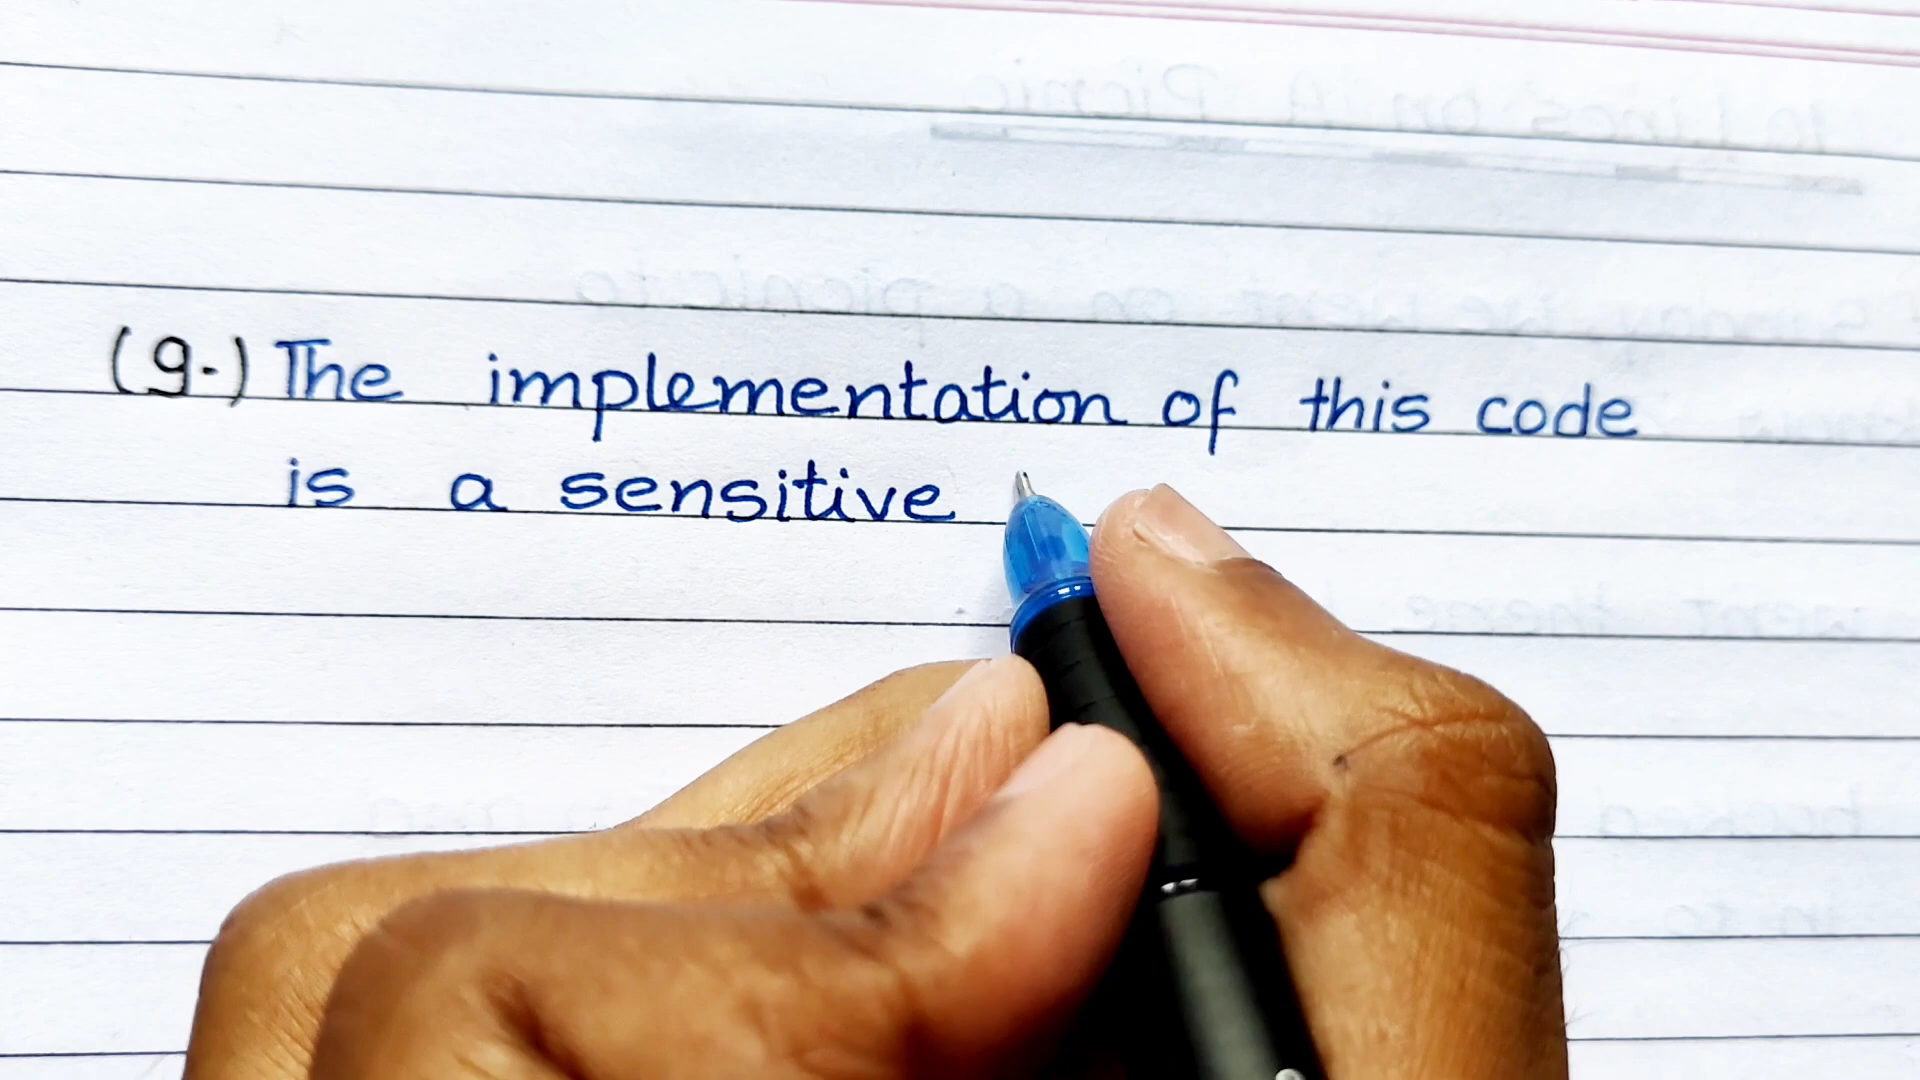 (9.) The implementation of this code
is a sensitive